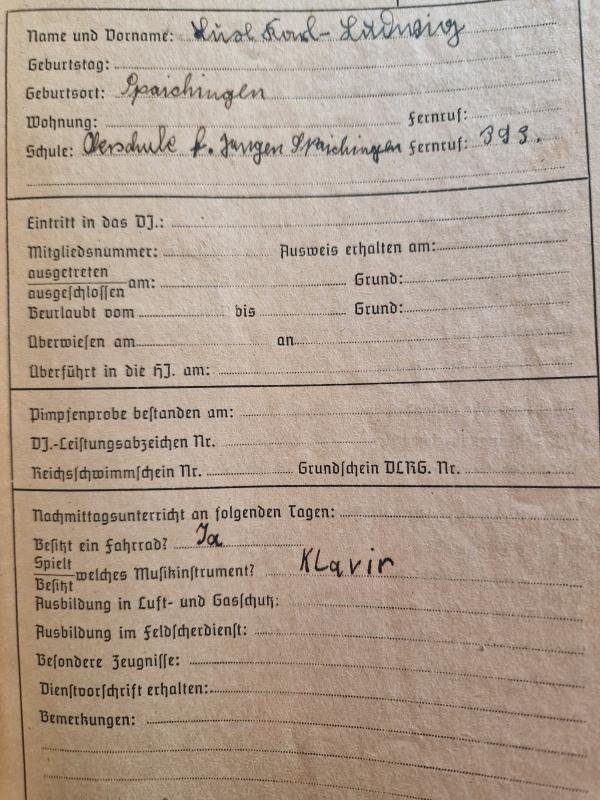 Name und Vorname: Karl-Ludwig
Geburtstag:
Geburtsort: Spaichingen
Wohnung: Fernruf:
Schule: Oberschule f. Jungen Spaichingen Fernruf: 393.
Eintritt in das DJ.:
Mitgliedsnummer: Ausweis erhalten am:
ausgetreten
ausgeschlossen am: Grund:
Beurlaubt vom bis Grund:
Überwiesen am an
Überführt in die HJ. am:
Pimpfenprobe bestanden am:
DJ.-Leistungsabzeichen Nr.
Reichsschwimmschein Nr. Grundschein DLRG. Nr.
Nachmittagsunterricht an folgenden Tagen:
Besitzt ein Fahrrad? Ja
Spielt
Besitzt welches Musikinstrument? Klavir
Ausbildung in Luft- und Gasschutz:
Ausbildung im Feldscherdienst:
Besondere Zeugnisse:
Dienstvorschrift erhalten:
Bemerkungen: